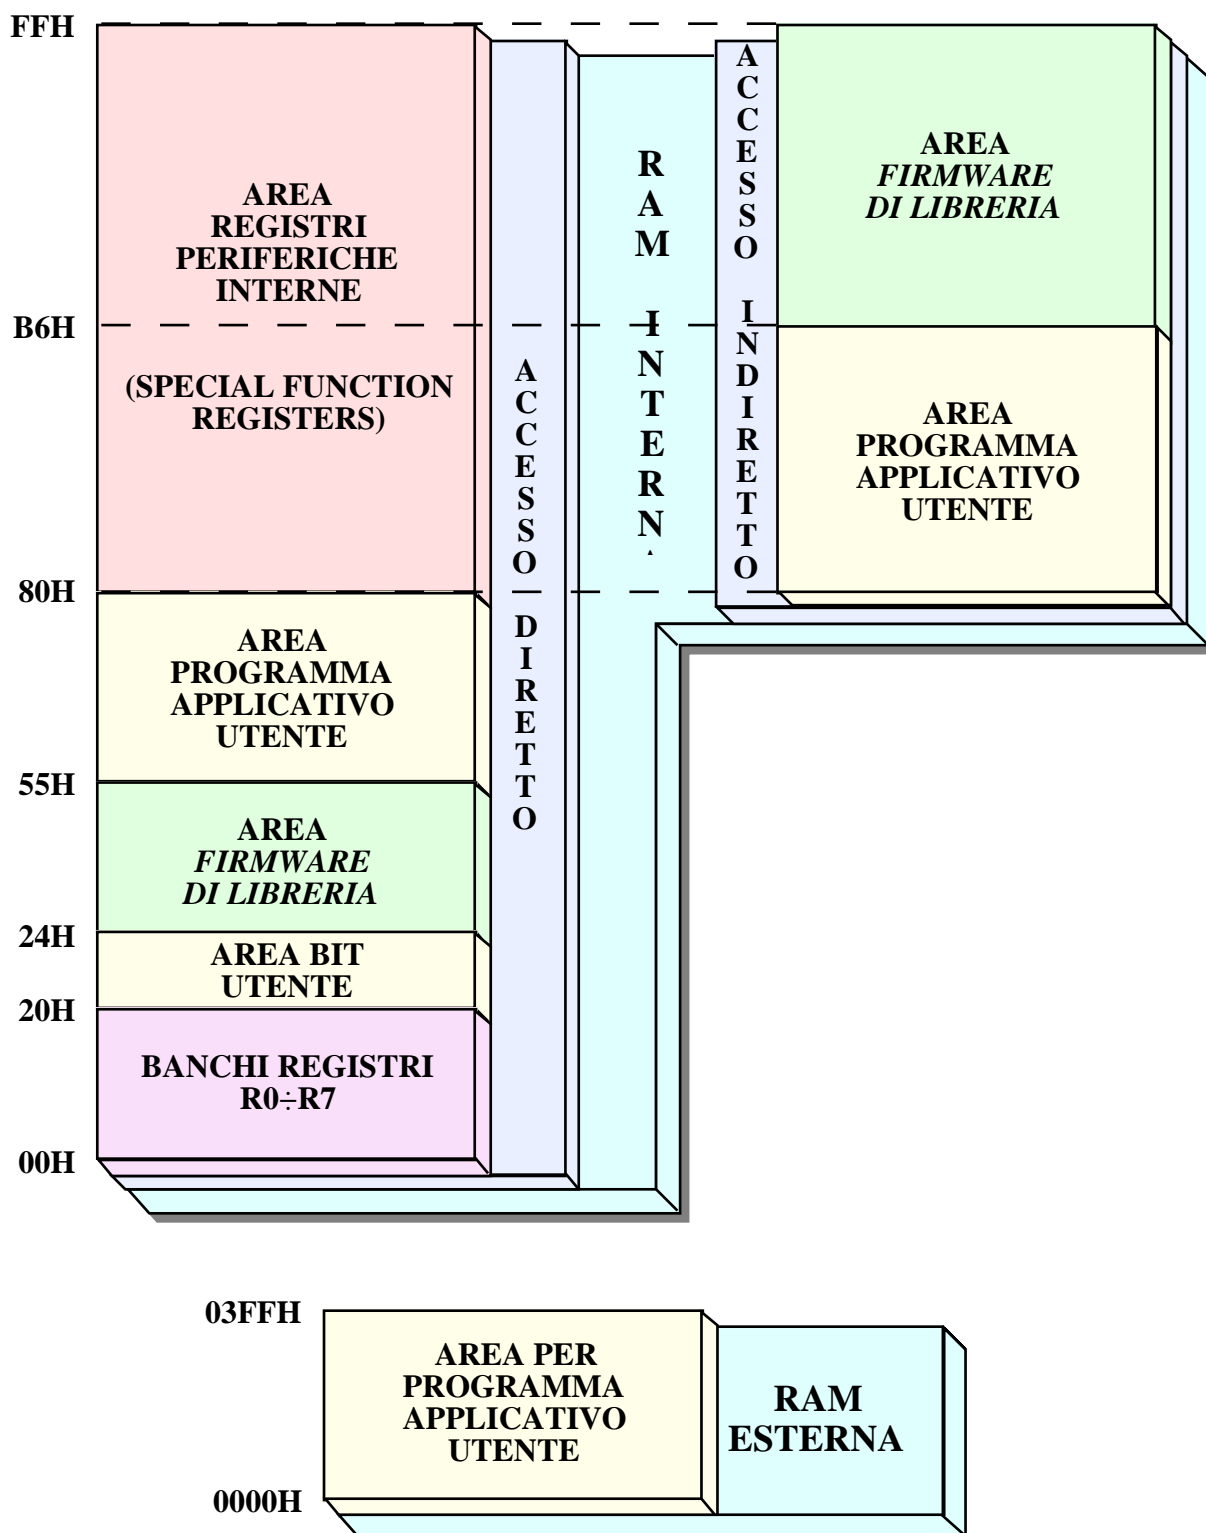 FFH
AREA
REGISTRI
PERIFERICHE
INTERNE
B6H
(SPECIAL FUNCTION
REGISTERS)
80H
AREA
PROGRAMMA
APPLICATIVO
UTENTE
55H
AREA
FIRMWARE
DI LIBRERIA
24H
AREA BIT
UTENTE
20H
BANCHI REGISTRI
R0÷R7
00H
ACCESSO DIRETTO
RAM INTERN
ACCESSO INDIRETTO
AREA
FIRMWARE
DI LIBRERIA
AREA
PROGRAMMA
APPLICATIVO
UTENTE
03FFH
AREA PER
PROGRAMMA
APPLICATIVO
UTENTE
0000H
RAM
ESTERNA